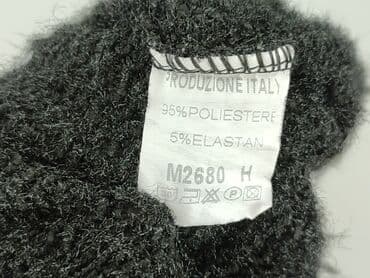 PRODUZIONE ITALY
95%POLIESTERE
5%ELASTAN
M2680 H